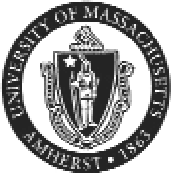 UNIVERSITY OF MASSACHUSETTS
AMHERST • 1863